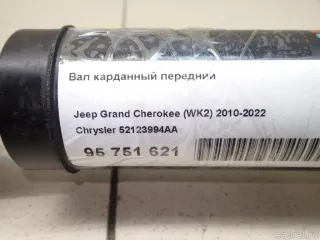 Вал карданный передний
Jeep Grand Cherokee (WK2) 2010-2022
Chrysler 52123994AA
95 751 621